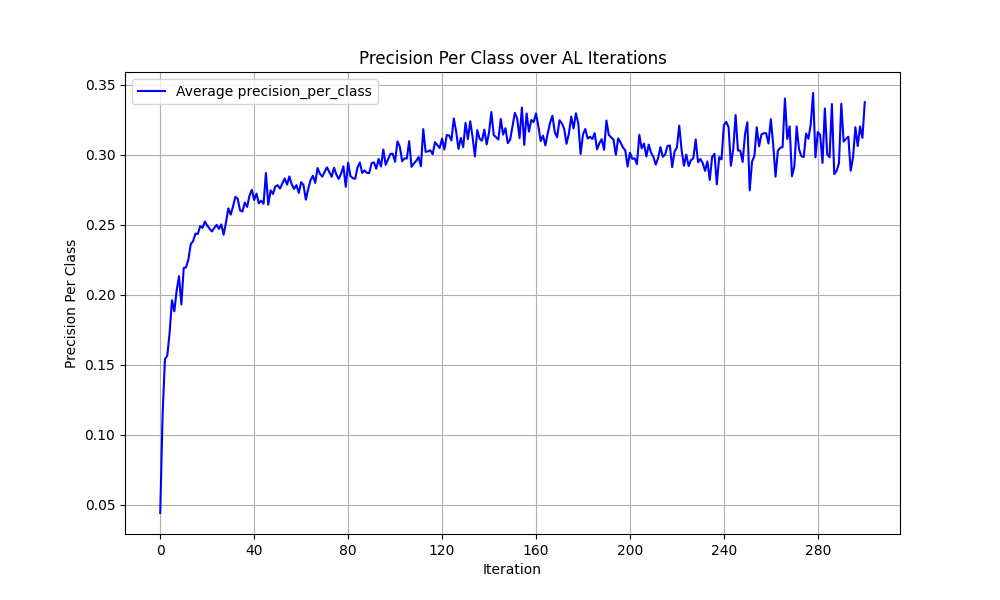 Precision Per Class over AL Iterations
Average precision_per_class
Precision Per Class
0.35
0.30
0.25
0.20
0.15
0.10
0.05
0 40 80 120 160 200 240 280
Iteration